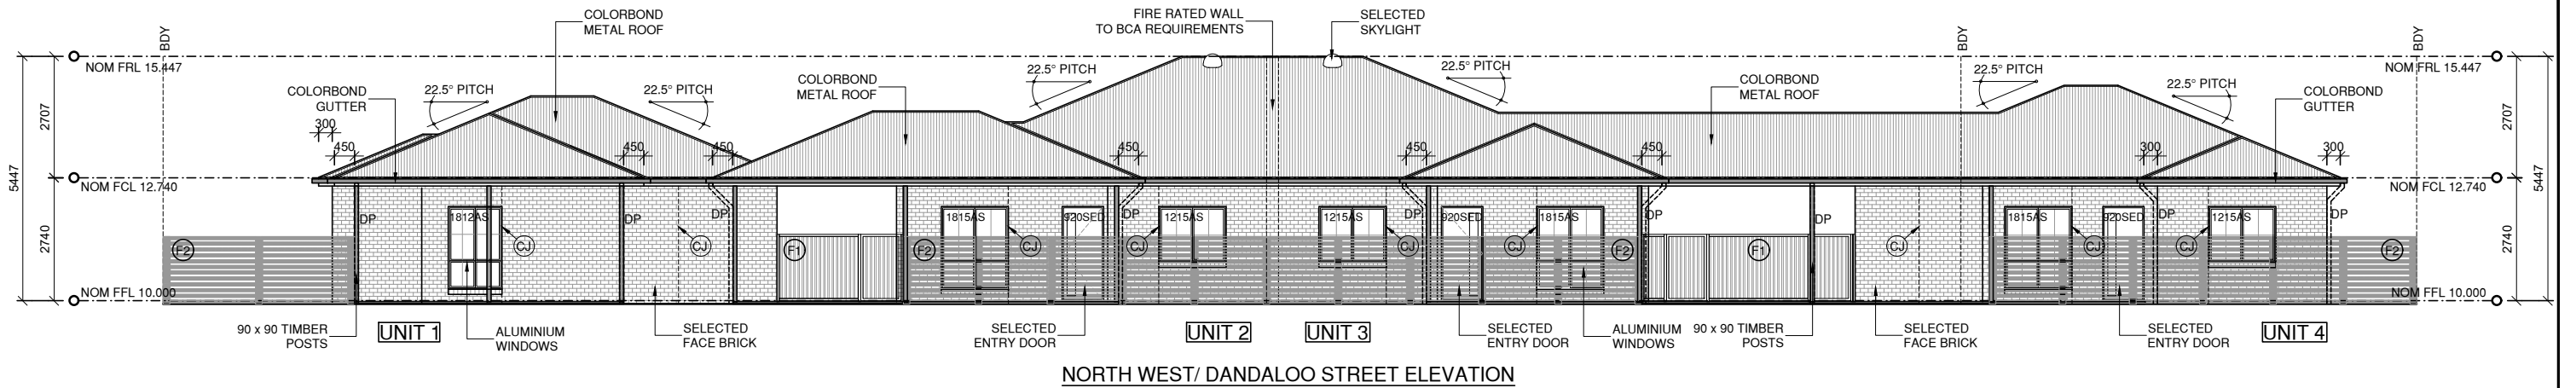 COLORBOND
METAL ROOF
FIRE RATED WALL
TO BCA REQUIREMENTS
SELECTED
SKYLIGHT
BDY
BDY
BDY
NOM FRL 15.447
NOM FRL 15.447
22.5° PITCH
22.5° PITCH
22.5° PITCH
22.5° PITCH
22.5° PITCH
22.5° PITCH
COLORBOND
GUTTER
COLORBOND
METAL ROOF
COLORBOND
METAL ROOF
COLORBOND
GUTTER
5447
2707
2740
300
450
450
450
450
450
450
300
300
2707
2740
5447
NOM FCL 12.740
NOM FCL 12.740
DP
DP
DP
DP
DP
DP
DP
DP
DP
1812AS
1815AS
920SED
1215AS
1215AS
920SED
1815AS
1815AS
920SED
1215AS
F2
CJ
CJ
F1
F2
CJ
CJ
CJ
CJ
F2
F1
CJ
CJ
CJ
F2
NOM FFL 10.000
NOM FFL 10.000
90 x 90 TIMBER
POSTS
UNIT 1
ALUMINIUM
WINDOWS
SELECTED
FACE BRICK
SELECTED
ENTRY DOOR
UNIT 2
UNIT 3
SELECTED
ENTRY DOOR
ALUMINIUM
WINDOWS
90 x 90 TIMBER
POSTS
SELECTED
FACE BRICK
SELECTED
ENTRY DOOR
UNIT 4
NORTH WEST/ DANDALOO STREET ELEVATION